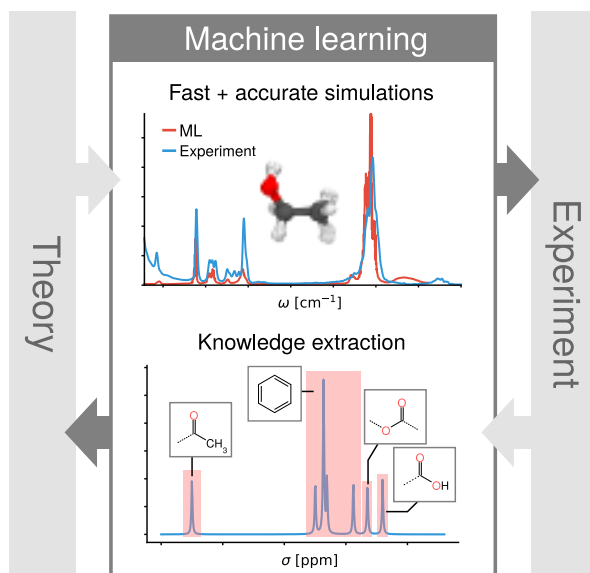 Machine learning
Fast + accurate simulations
ML
Experiment
ω [cm⁻¹]
Theory
Experiment
Knowledge extraction
O
CH₃
O
O
O
OH
σ [ppm]